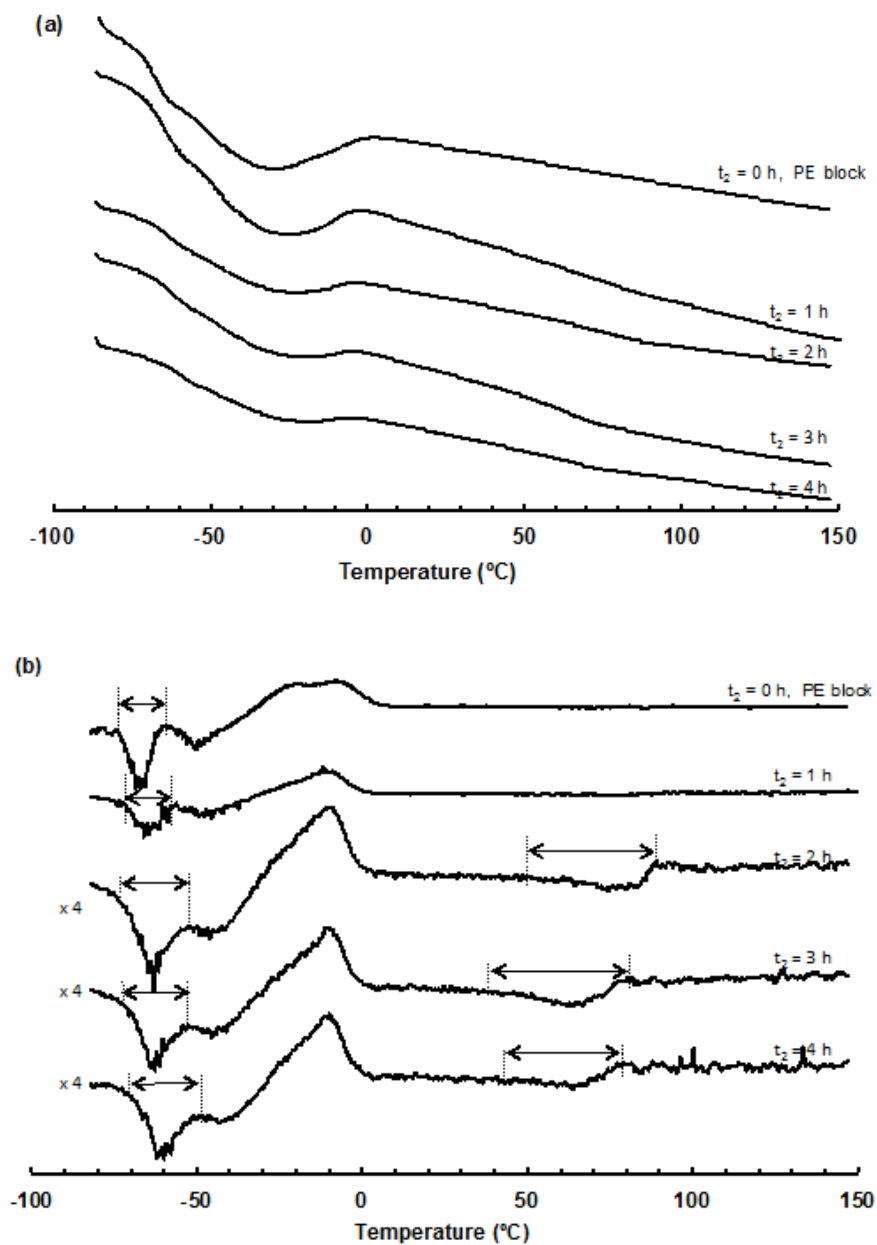 (a)
t₂ = 0 h, PE block
t₂ = 1 h
t₂ = 2 h
t₂ = 3 h
t₂ = 4 h
-100 -50 0 50 100 150
Temperature (ºC)
(b)
t₂ = 0 h, PE block
t₂ = 1 h
t₂ = 2 h
x 4
t₂ = 3 h
x 4
t₂ = 4 h
x 4
-100 -50 0 50 100 150
Temperature (ºC)